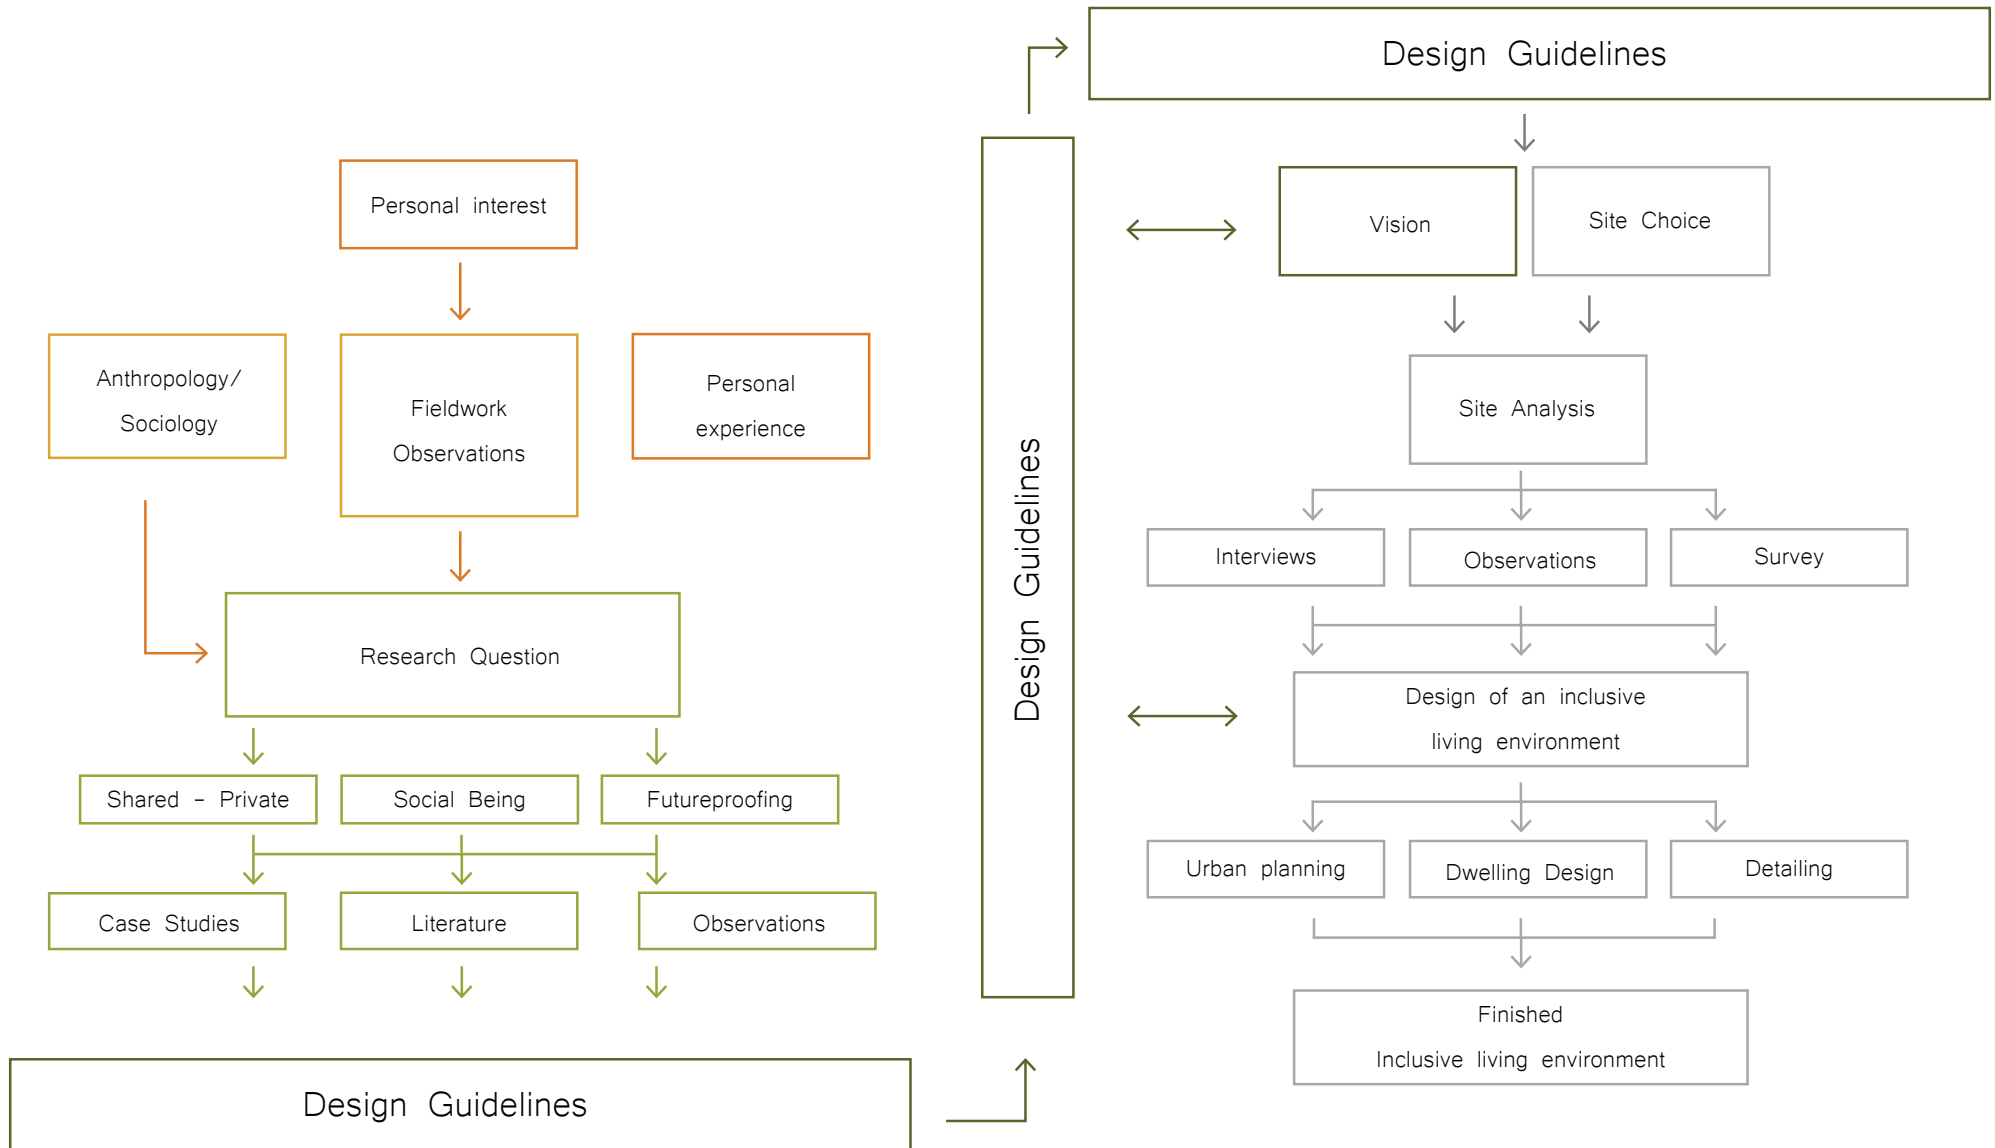 Personal interest
Anthropology/
Sociology
Fieldwork
Observations
Personal
experience
Research Question
Shared - Private
Social Being
Futureproofing
Case Studies
Literature
Observations
Design Guidelines
Design Guidelines
Design Guidelines
Vision
Site Choice
Site Analysis
Interviews
Observations
Survey
Design of an inclusive
living environment
Urban planning
Dwelling Design
Detailing
Finished
Inclusive living environment